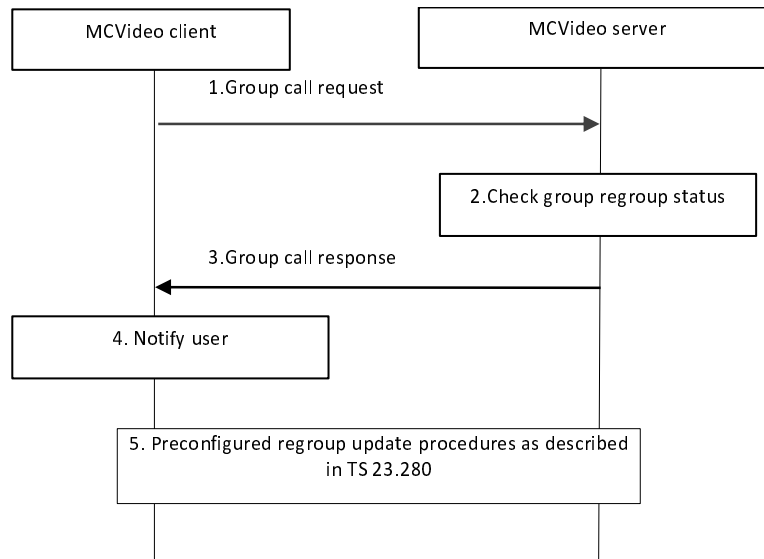 MCVideo client
MCVideo server
1.Group call request
2.Check group regroup status
3.Group call response
4. Notify user
5. Preconfigured regroup update procedures as described
in TS 23.280